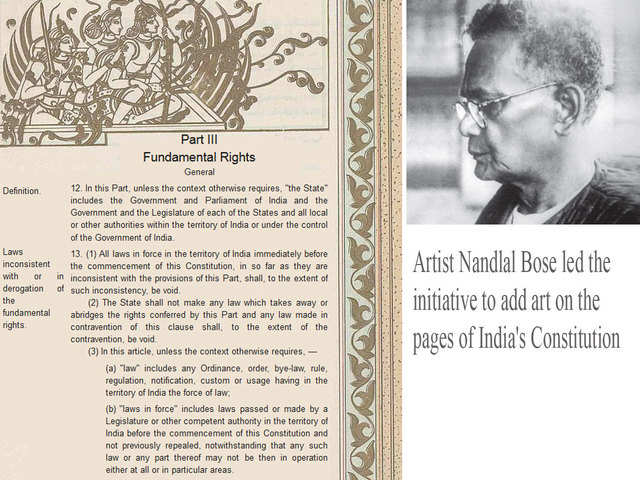 Part III
Fundamental Rights
General
Definition.
12. In this Part, unless the context otherwise requires, "the State"
includes the Government and Parliament of India and the
Government and the Legislature of each of the States and all local
or other authorities within the territory of India or under the control
of the Government of India.
Laws
inconsistent
with or in
derogation of
the
fundamental
rights.
13. (1) All laws in force in the territory of India immediately before
the commencement of this Constitution, in so far as they are
inconsistent with the provisions of this Part, shall, to the extent of
such inconsistency, be void.
(2) The State shall not make any law which takes away or
abridges the rights conferred by this Part and any law made in
contravention of this clause shall, to the extent of the
contravention, be void.
(3) In this article, unless the context otherwise requires, —
(a) "law" includes any Ordinance, order, bye-law, rule,
regulation, notification, custom or usage having in the
territory of India the force of law;
(b) "laws in force" includes laws passed or made by a
Legislature or other competent authority in the territory of
India before the commencement of this Constitution and
not previously repealed, notwithstanding that any such
law or any part thereof may not be then in operation
either at all or in particular areas.
Artist Nandlal Bose led the
initiative to add art on the
pages of India's Constitution